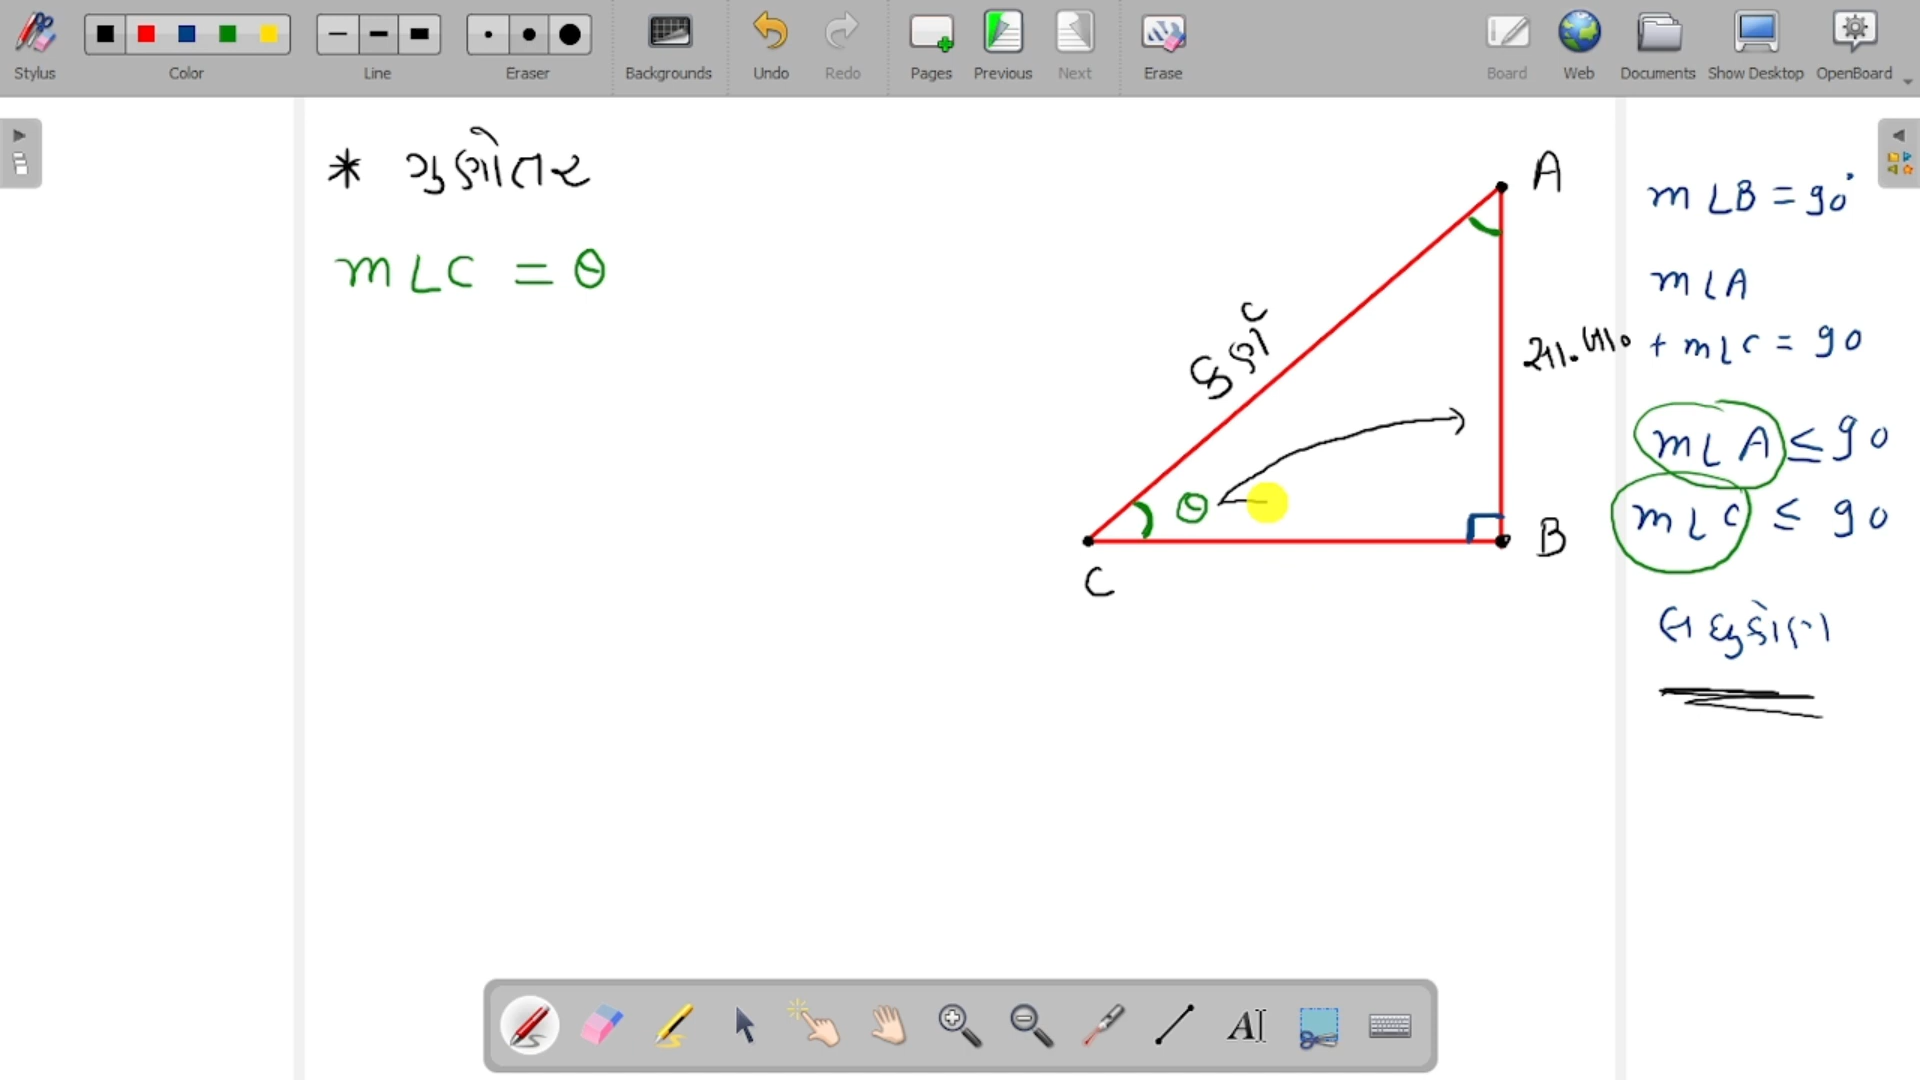 Stylus
Color
Line
Eraser
Backgrounds
Undo
Redo
Pages
Previous
Next
Erase
Board
Web
Documents
Show Desktop
OpenBoard
* ગુણોતર
m∠C = θ
A
કર્ણ
સા.બા.
θ
B
C
m∠B = 90°
m∠A
+ m∠C = 90
m∠A ≤ 90
m∠C ≤ 90